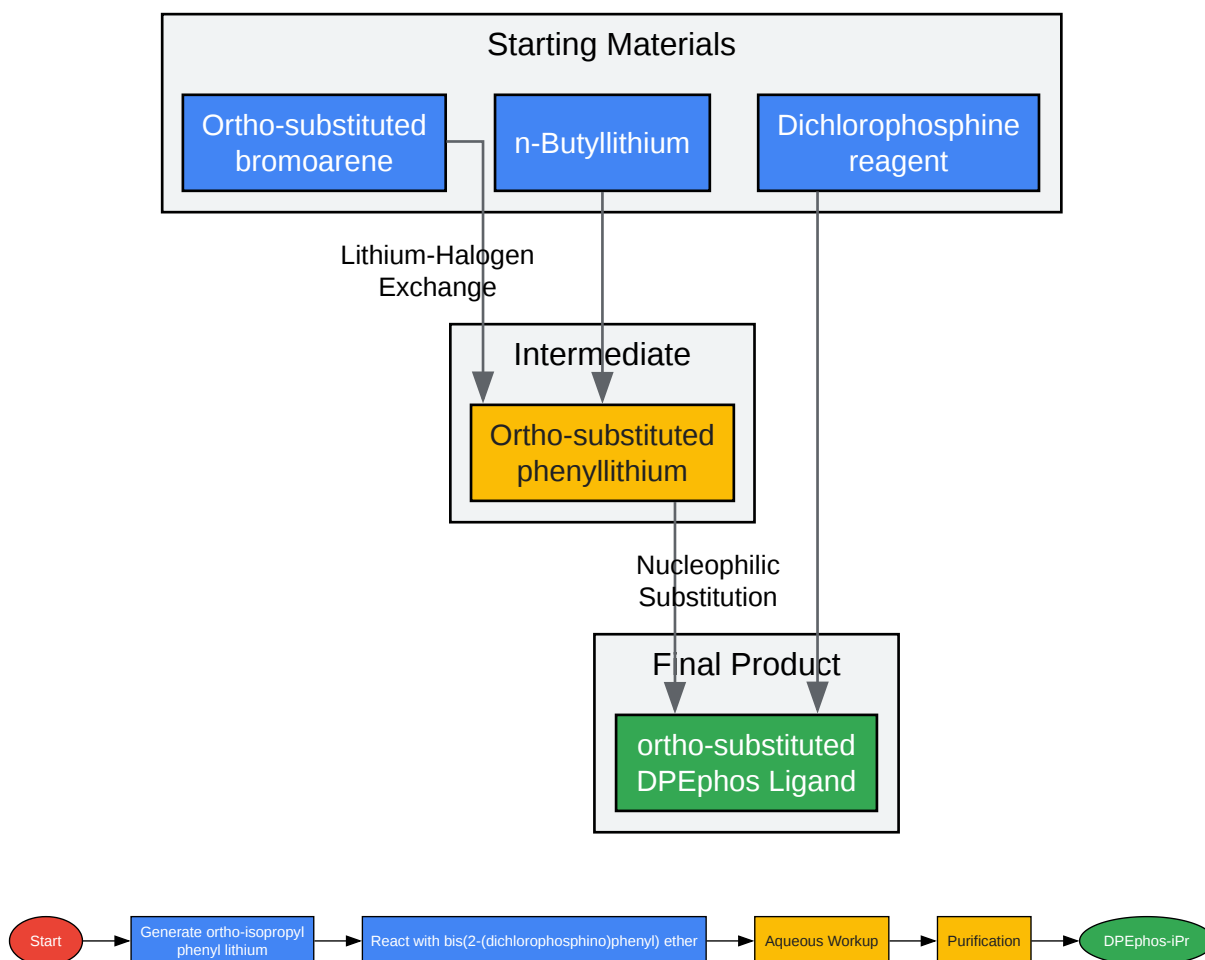 Starting Materials
Ortho-substituted
bromoarene
n-Butyllithium
Dichlorophosphine
reagent
Lithium-Halogen
Exchange
Intermediate
Ortho-substituted
phenyllithium
Nucleophilic
Substitution
Final Product
ortho-substituted
DPEphos Ligand
Start
Generate ortho-isopropyl
phenyl lithium
React with bis(2-(dichlorophosphino)phenyl) ether
Aqueous Workup
Purification
DPEphos-iPr